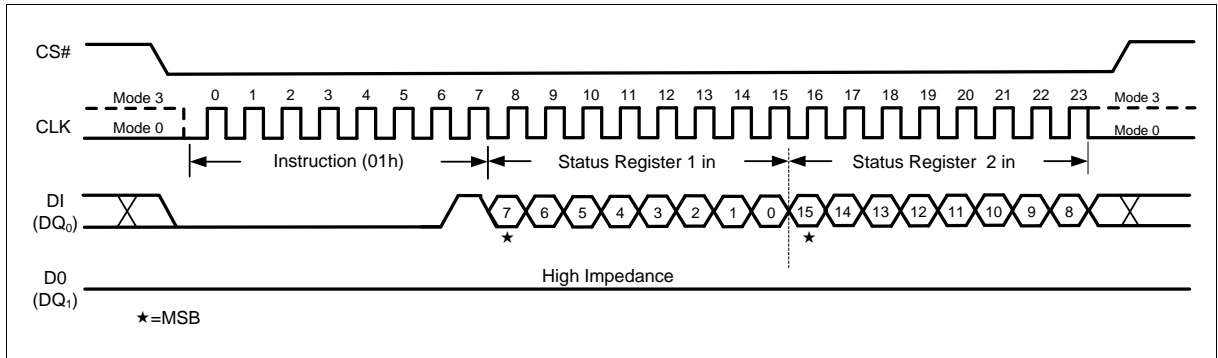 CS#
Mode 3 0 1 2 3 4 5 6 7 8 9 10 11 12 13 14 15 16 17 18 19 20 21 22 23 Mode 3
CLK Mode 0 Mode 0
Instruction (01h) Status Register 1 in Status Register 2 in
DI
(DQ0) 7 6 5 4 3 2 1 0 15 14 13 12 11 10 9 8
★ ★
High Impedance
D0
(DQ1)
★=MSB